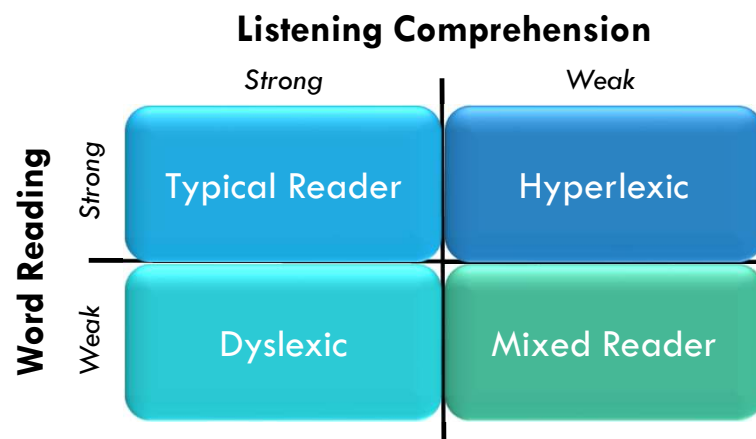 Listening Comprehension
Strong
Weak
Word Reading
Strong
Typical Reader
Hyperlexic
Weak
Dyslexic
Mixed Reader